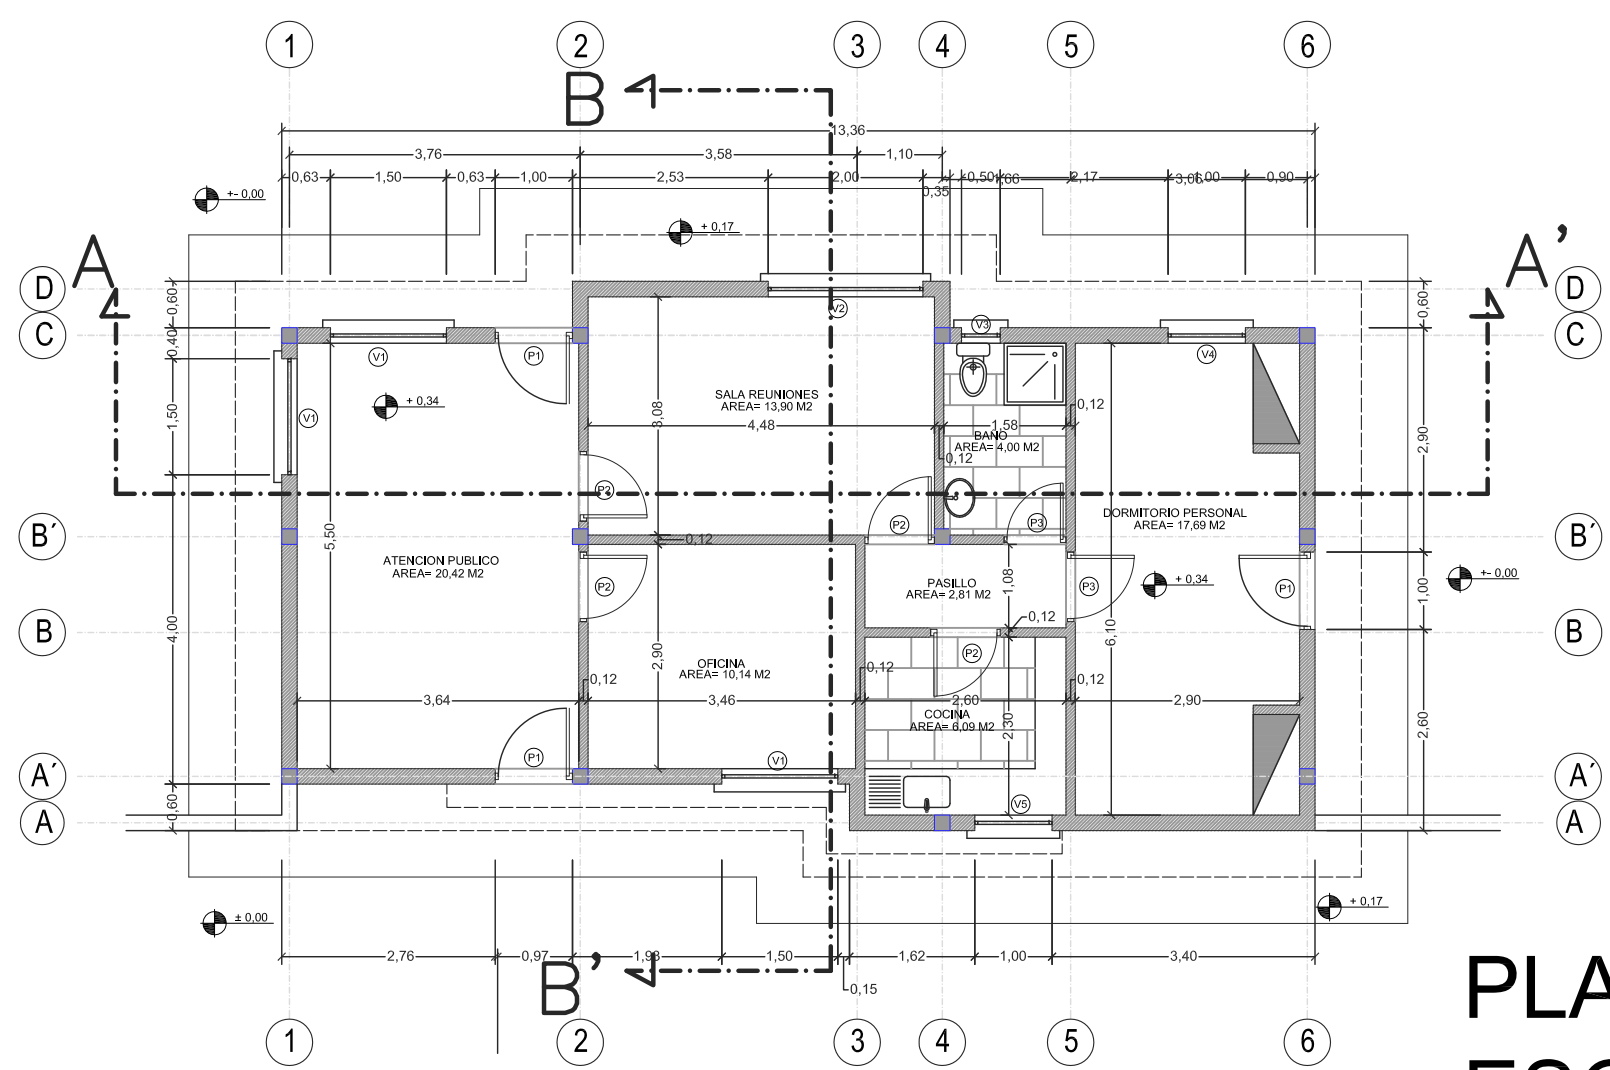 1 2 3 4 5 6
B
13,36
3,76 3,58 1,10
0,63 1,50 0,63 1,00 2,53 2,00 0,50 1,66 2,17 3,06 1,00 0,90
0,35
+- 0,00
+ 0,17
A A’
D D
0,60 0,60
V2
C V3 C
0,40
V1 P1 V4
SALA REUNIONES
AREA= 13,90 M2
+ 0,34
V1
1,50 3,08 0,12
4,48 1,58
BAÑO
AREA= 4,00 M2
2,90
0,12
P2
DORMITORIO PERSONAL
AREA= 17,69 M2
P2 P3
B´ B´
5,50 0,12
ATENCION PUBLICO
AREA= 20,42 M2
+- 0,00
PASILLO
AREA= 2,81 M2
1,08
P2 P3 + 0,34 P1
1,00
0,12
B B
4,00 6,10
2,90 P2
OFICINA
AREA= 10,14 M2
0,12 0,12 0,12
3,64 3,46 2,60 2,90
COCINA
AREA= 6,09 M2
2,30 2,60
P1 V1
A´ A´
V5
0,60
A A
± 0,00
+ 0,17
2,76 0,97 1,93 1,50 1,62 1,00 3,40
B’
0,15
PLA
1 2 3 4 5 6